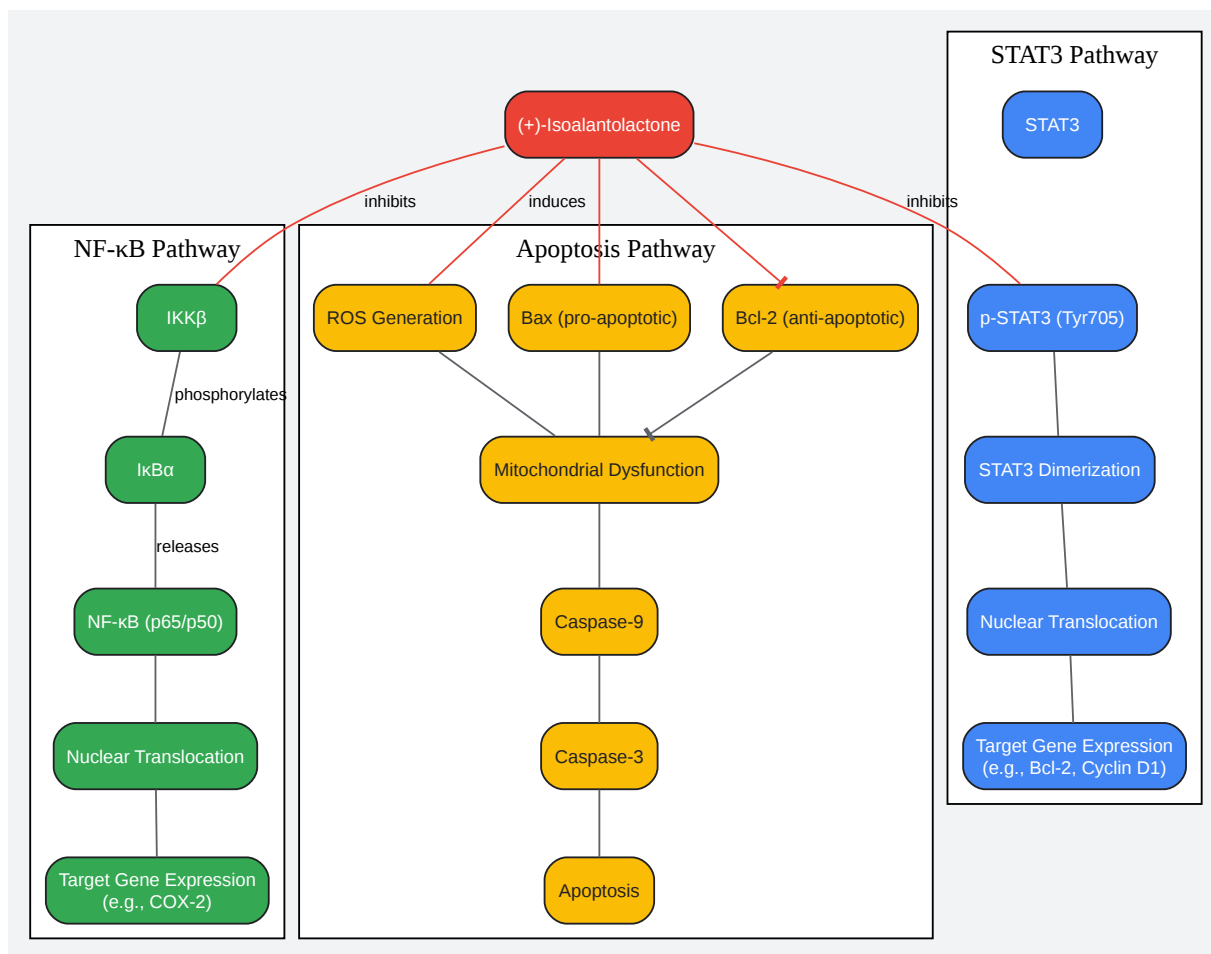 STAT3 Pathway
STAT3
(+)-Isoalantolactone
inhibits
induces
inhibits
NF-κB Pathway
IKKβ
phosphorylates
IκBα
releases
NF-κB (p65/p50)
Nuclear Translocation
Target Gene Expression
(e.g., COX-2)
Apoptosis Pathway
ROS Generation
Bax (pro-apoptotic)
Bcl-2 (anti-apoptotic)
Mitochondrial Dysfunction
Caspase-9
Caspase-3
Apoptosis
p-STAT3 (Tyr705)
STAT3 Dimerization
Nuclear Translocation
Target Gene Expression
(e.g., Bcl-2, Cyclin D1)